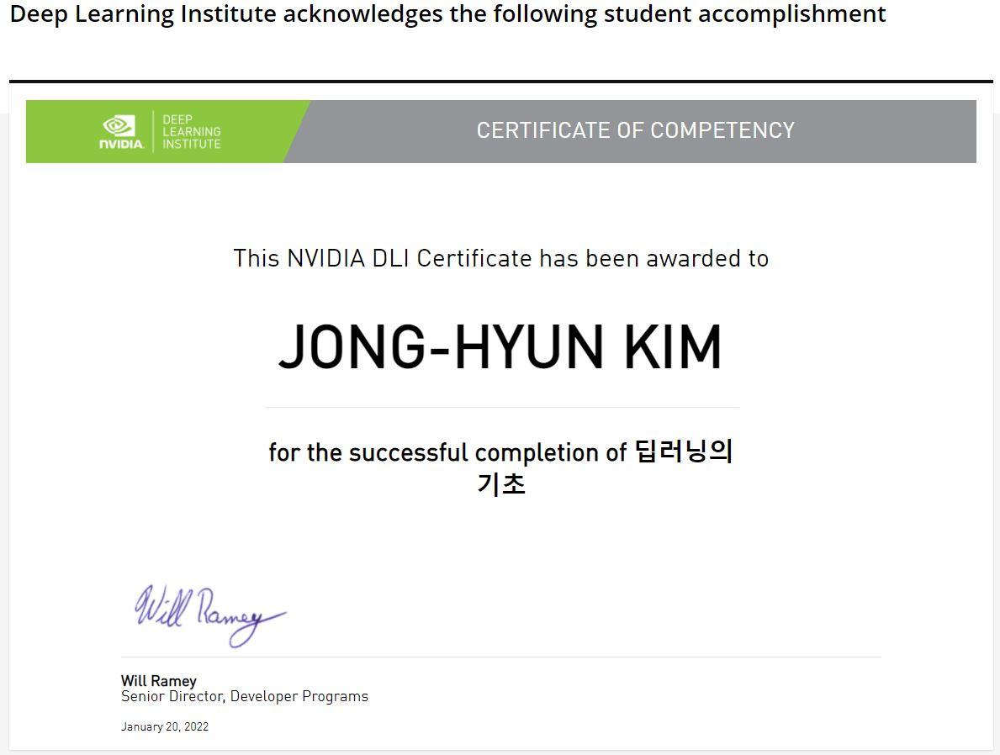 Deep Learning Institute acknowledges the following student accomplishment
NVIDIA.
DEEP
LEARNING
INSTITUTE
CERTIFICATE OF COMPETENCY
This NVIDIA DLI Certificate has been awarded to
JONG-HYUN KIM
for the successful completion of 딥러닝의
기초
Will Ramey
Will Ramey
Senior Director, Developer Programs
January 20, 2022